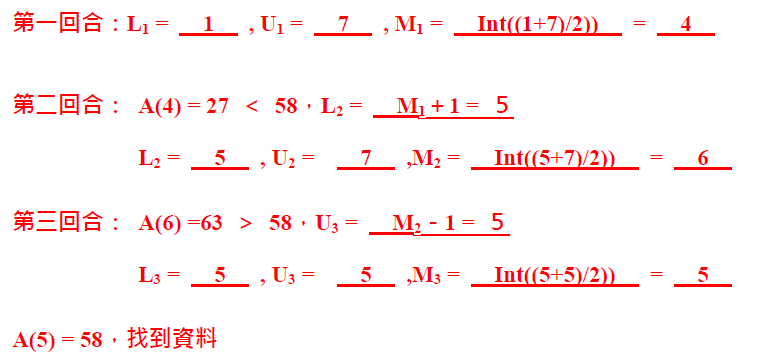 第一回合：L₁ = 1 , U₁ = 7 , M₁ = Int((1+7)/2)) = 4
第二回合： A(4) = 27 < 58，L₂ = M₁ + 1 = 5
L₂ = 5 , U₂ = 7 ,M₂ = Int((5+7)/2)) = 6
第三回合： A(6) =63 > 58，U₃ = M₂ - 1 = 5
L₃ = 5 , U₃ = 5 ,M₃ = Int((5+5)/2)) = 5
A(5) = 58，找到資料